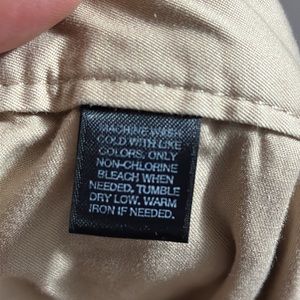 MACHINE WASH
COLD WITH LIKE
COLORS. ONLY
NON-CHLORINE
BLEACH WHEN
NEEDED. TUMBLE
DRY LOW. WARM
IRON IF NEEDED.